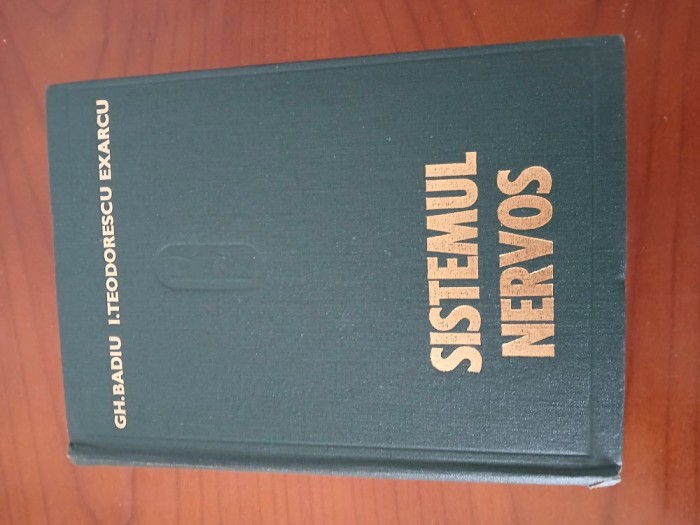 GH.BADIU I.TEODORESCU EXARCU
SISTEMUL
NERVOS